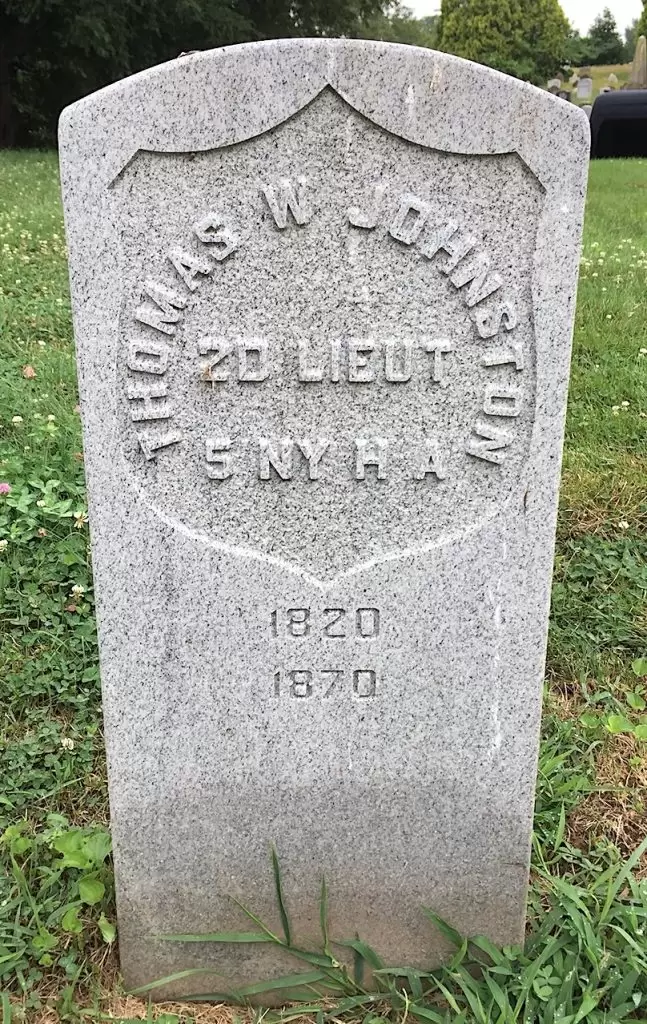 THOMAS W JOHNSTON
2D LIEUT
5 NY H A
1820
1870